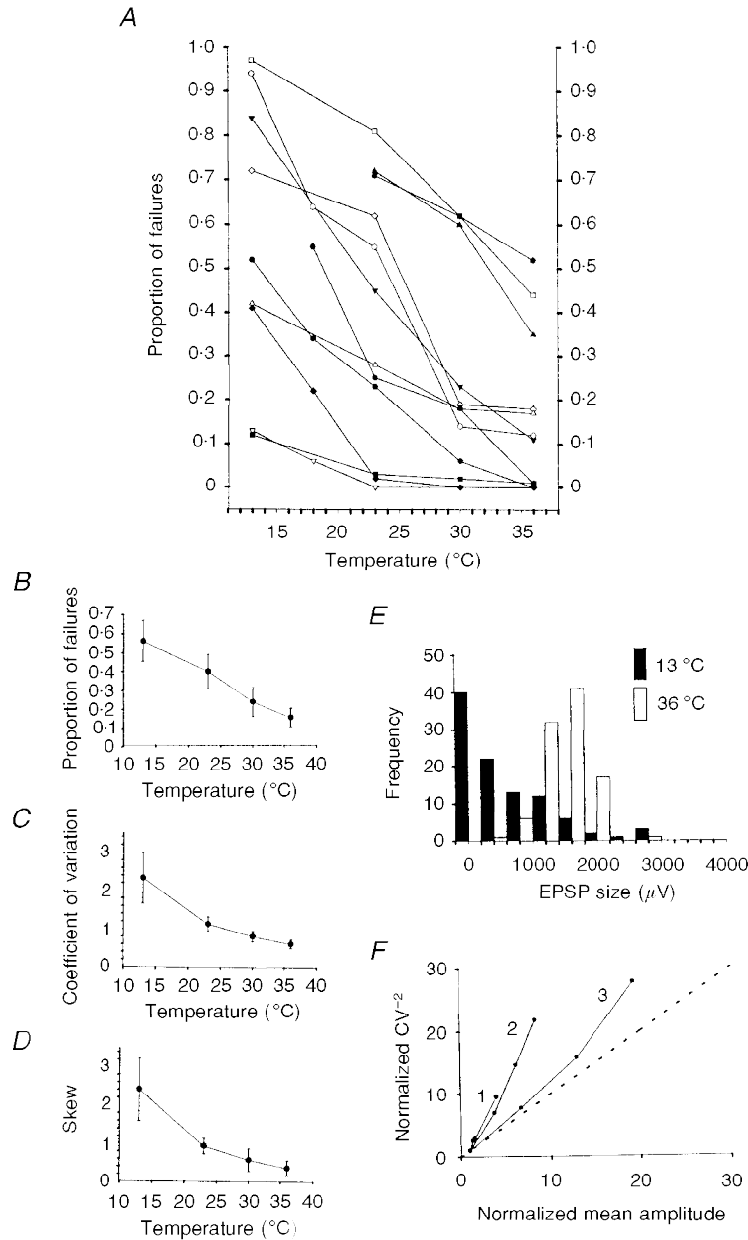 A
1·0
0·9
0·8
0·7
0·6
0·5
0·4
0·3
0·2
0·1
0
Proportion of failures
1·0
0·9
0·8
0·7
0·6
0·5
0·4
0·3
0·2
0·1
0
15 20 25 30 35
Temperature (°C)
B
0·7
0·6
0·5
0·4
0·3
0·2
0·1
0
Proportion of failures
10 15 20 25 30 35 40
Temperature (°C)
C
3
2
1
0
Coefficient of variation
10 15 20 25 30 35 40
Temperature (°C)
D
3
2
1
0
Skew
10 15 20 25 30 35 40
Temperature (°C)
E
50
40
30
20
10
0
Frequency
13 °C
36 °C
0 1000 2000 3000 4000
EPSP size (μV)
F
30
20
10
0
Normalized CV⁻²
1
2
3
0 10 20 30
Normalized mean amplitude